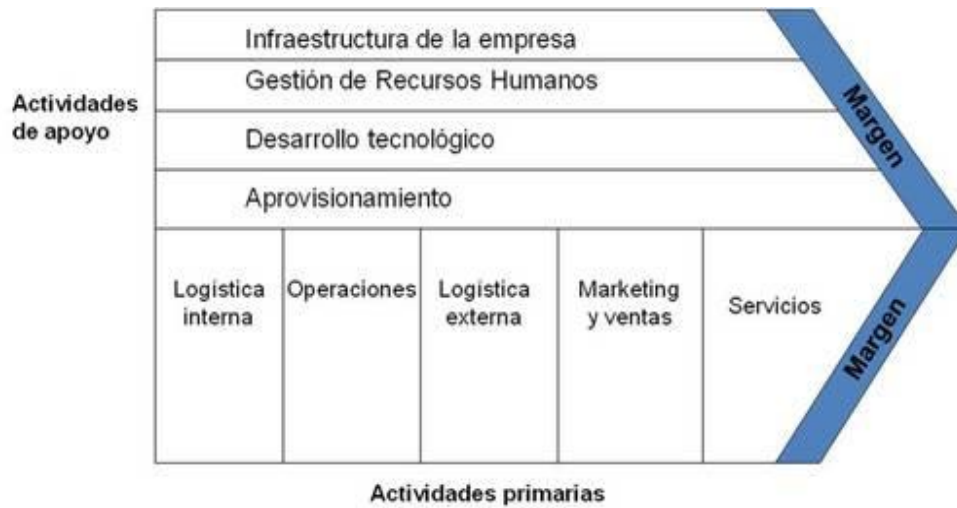 Infraestructura de la empresa
Gestión de Recursos Humanos
Actividades
de apoyo
Desarrollo tecnológico
Aprovisionamiento
Margen
Logística
interna
Operaciones
Logística
externa
Marketing
y ventas
Servicios
Margen
Actividades primarias